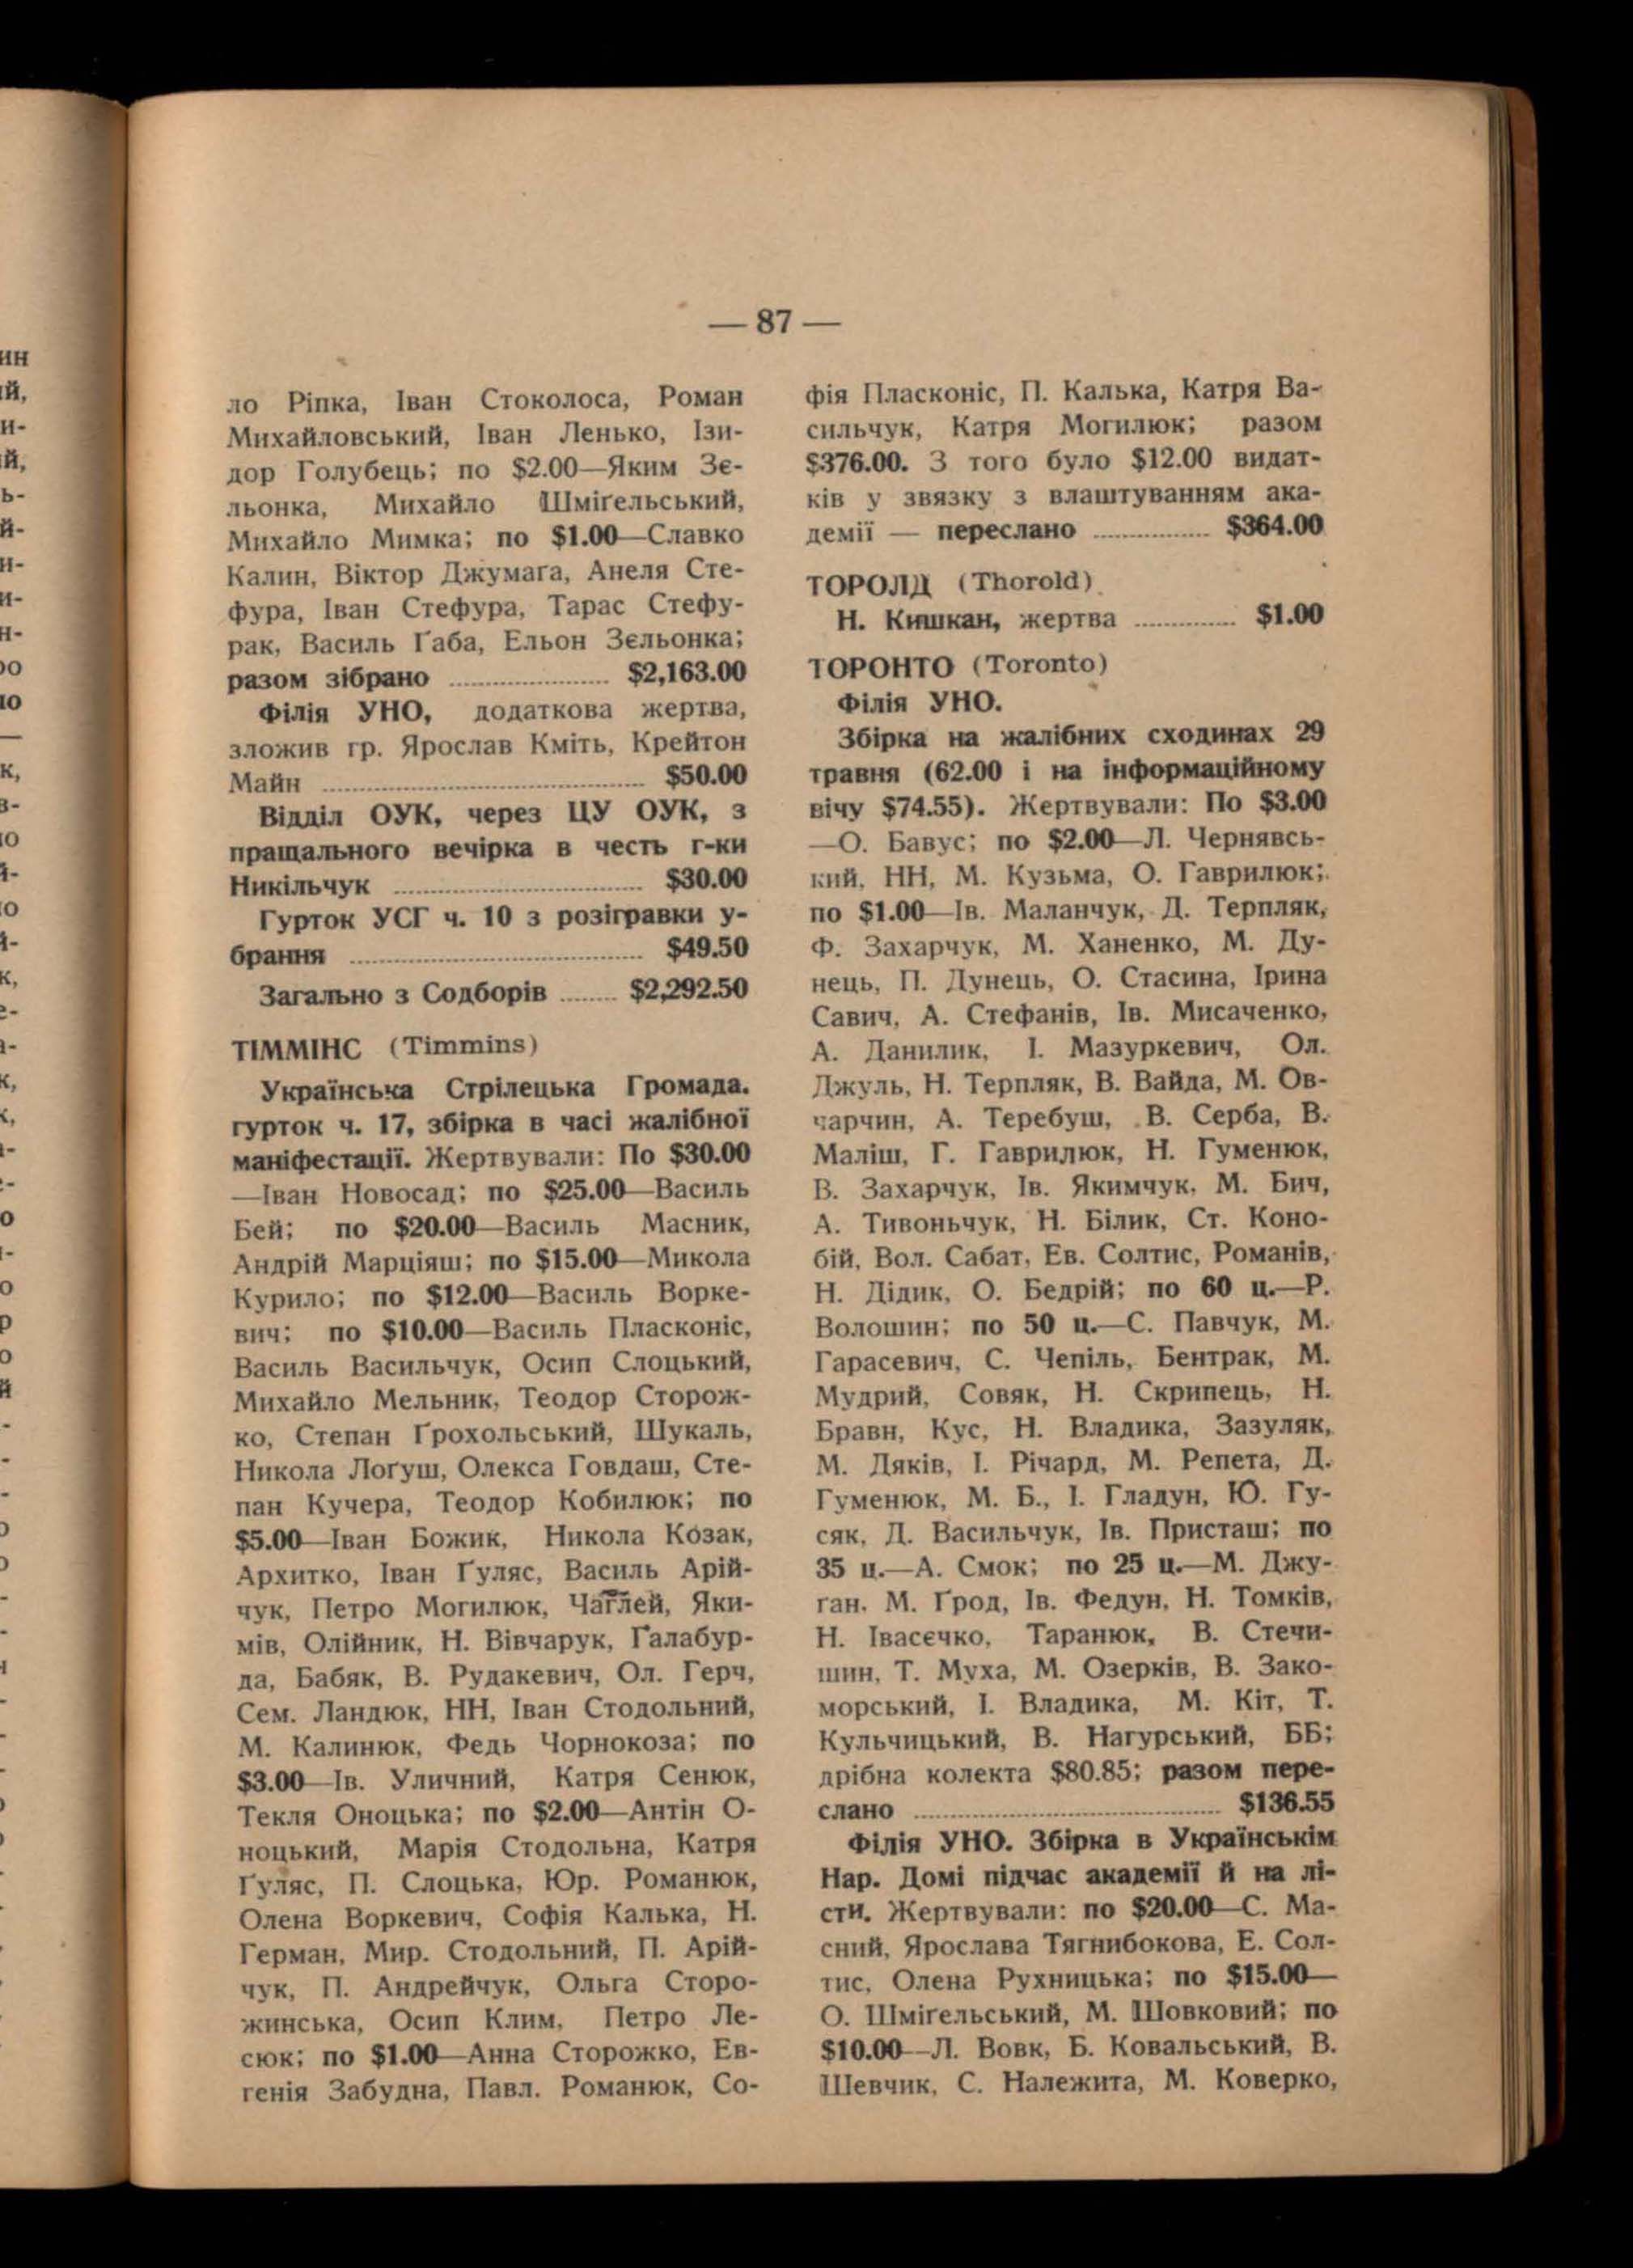 — 87 —
ло Ріпка, Іван Стоколоса, Роман
Михайловський, Іван Ленько, Ізи-
дор Голубець; по $2.00—Яким Зє-
льонка, Михайло Шміґельський,
Михайло Мимка; по $1.00—Славко
Калин, Віктор Джумаґа, Анеля Сте-
фура, Іван Стефура, Тарас Стефу-
рак, Василь Ґаба, Ельон Зєльонка;
разом зібрано ........ $2,163.00
Філія УНО, додаткова жертва,
зложив гр. Ярослав Кміть, Крейтон
Майн ........ $50.00
Відділ ОУК, через ЦУ ОУК, з
пращального вечірка в честь г-ки
Никільчук ........ $30.00
Гурток УСГ ч. 10 з розігравки у-
брання ........ $49.50
Загально з Содборів ........ $2,292.50
ТІММІНС (Timmins)
Українська Стрілецька Громада.
гурток ч. 17, збірка в часі жалібної
маніфестації. Жертвували: По $30.00
—Іван Новосад; по $25.00—Василь
Бей; по $20.00—Василь Масник,
Андрій Марціяш; по $15.00—Микола
Курило; по $12.00—Василь Ворке-
вич; по $10.00—Василь Пласконіс,
Василь Васильчук, Осип Слоцький,
Михайло Мельник, Теодор Сторож-
ко, Степан Ґрохольський, Шукаль,
Никола Лоґуш, Олекса Говдаш, Сте-
пан Кучера, Теодор Кобилюк; по
$5.00—Іван Божик, Никола Козак,
Архитко, Іван Ґуляс, Василь Арій-
чук, Петро Могилюк, Чаглей, Яки-
мів, Олійник, Н. Вівчарук, Ґалабур-
да, Бабяк, В. Рудакевич, Ол. Герч,
Сем. Ландюк, НН, Іван Стодольний,
М. Калинюк, Федь Чорнокоза; по
$3.00—Ів. Уличний, Катря Сенюк,
Текля Оноцька; по $2.00—Антін О-
ноцький, Марія Стодольна, Катря
Ґуляс, П. Слоцька, Юр. Романюк,
Олена Воркевич, Софія Калька, Н.
Герман, Мир. Стодольний, П. Арій-
чук, П. Андрейчук, Ольга Сторо-
жинська, Осип Клим, Петро Ле-
сюк; по $1.00—Анна Сторожко, Ев-
генія Забудна, Павл. Романюк, Со-
фія Пласконіс, П. Калька, Катря Ва-
сильчук, Катря Могилюк; разом
$376.00. З того було $12.00 видат-
ків у звязку з влаштуванням ака-
демії — переслано ........ $364.00
ТОРОЛД (Thorold)
Н. Кишкан, жертва ........ $1.00
ТОРОНТО (Toronto)
Філія УНО.
Збірка на жалібних сходинах 29
травня (62.00 і на інформаційному
вічу $74.55). Жертвували: По $3.00
—О. Бавус; по $2.00—Л. Чернявсь-
кий, НН, М. Кузьма, О. Гаврилюк;
по $1.00—Ів. Маланчук, Д. Терпляк,
Ф. Захарчук, М. Ханенко, М. Ду-
нець, П. Дунець, О. Стасина, Ірина
Савич, А. Стефанів, Ів. Мисаченко,
А. Данилик, І. Мазуркевич, Ол.
Джуль, Н. Терпляк, В. Вайда, М. Ов-
чарчин, А. Теребуш, В. Серба, В.
Маліш, Г. Гаврилюк, Н. Гуменюк,
В. Захарчук, Ів. Якимчук, М. Бич,
А. Тивоньчук, Н. Білик, Ст. Коно-
бій, Вол. Сабат, Ев. Солтис, Романів,
Н. Дідик, О. Бедрій; по 60 ц.—Р.
Волошин; по 50 ц.—С. Павчук, М.
Гарасевич, С. Чепіль, Бентрак, М.
Мудрий, Совяк, Н. Скрипець, Н.
Бравн, Кус, Н. Владика, Зазуляк,
М. Дяків, І. Річард, М. Репета, Д.
Гуменюк, М. Б., І. Гладун, Ю. Гу-
сяк, Д. Васильчук, Ів. Присташ; по
35 ц.—А. Смок; по 25 ц.—М. Джу-
ган. М. Ґрод, Ів. Федун, Н. Томків,
Н. Івасєчко, Таранюк, В. Стечи-
шин, Т. Муха, М. Озерків, В. Зако-
морський, І. Владика, М. Кіт, Т.
Кульчицький, В. Нагурський, ББ;
дрібна колекта $80.85; разом пере-
слано ........ $136.55
Філія УНО. Збірка в Українськім
Нар. Домі підчас академії й на лі-
сти. Жертвували: по $20.00—С. Ма-
сний, Ярослава Тягнибокова, Е. Сол-
тис, Олена Рухницька; по $15.00—
О. Шміґельський, М. Шовковий; по
$10.00—Л. Вовк, Б. Ковальський, В.
Шевчик, С. Належита, М. Коверко,